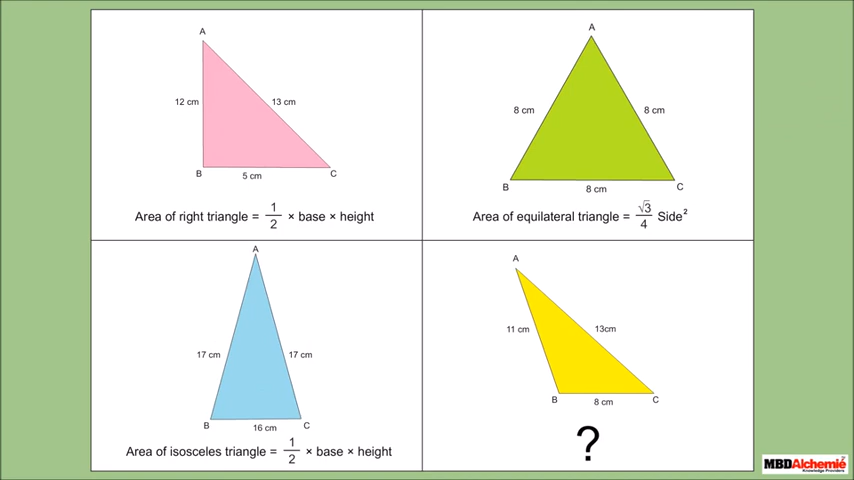 A
12 cm
13 cm
B
5 cm
C
Area of right triangle = 1/2 × base × height
A
8 cm
8 cm
B
8 cm
C
Area of equilateral triangle = √3/4 Side²
A
17 cm
17 cm
B
16 cm
C
Area of isosceles triangle = 1/2 × base × height
A
11 cm
13cm
B
8 cm
C
?
MBDAlchemie
Knowledge Providers